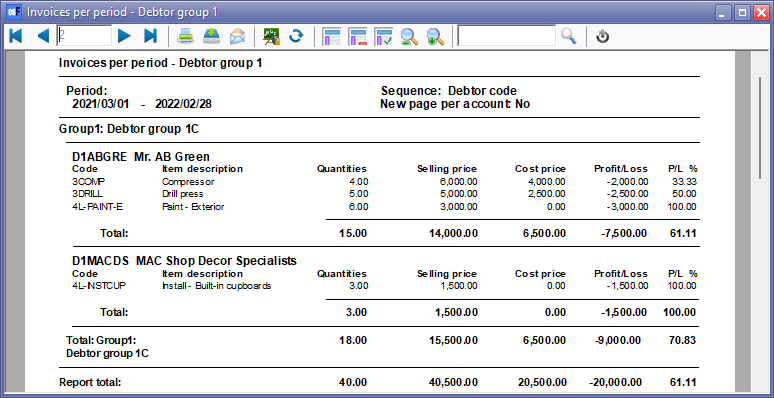 Invoices per period - Debtor group 1
2
Invoices per period - Debtor group 1
Period: Sequence: Debtor code
2021/03/01 - 2022/02/28 New page per account: No
Group1: Debtor group 1C
D1ABGRE Mr. AB Green
Code Item description Quantities Selling price Cost price Profit/Loss P/L %
3COMP Compressor 4.00 6,000.00 4,000.00 -2,000.00 33.33
3DRILL Drill press 5.00 5,000.00 2,500.00 -2,500.00 50.00
4L-PAINT-E Paint - Exterior 6.00 3,000.00 0.00 -3,000.00 100.00
Total: 15.00 14,000.00 6,500.00 -7,500.00 61.11
D1MACDS MAC Shop Decor Specialists
Code Item description Quantities Selling price Cost price Profit/Loss P/L %
4L-INSTCUP Install - Built-in cupboards 3.00 1,500.00 0.00 -1,500.00 100.00
Total: 3.00 1,500.00 0.00 -1,500.00 100.00
Total: Group1: 18.00 15,500.00 6,500.00 -9,000.00 70.83
Debtor group 1C
Report total: 40.00 40,500.00 20,500.00 -20,000.00 61.11